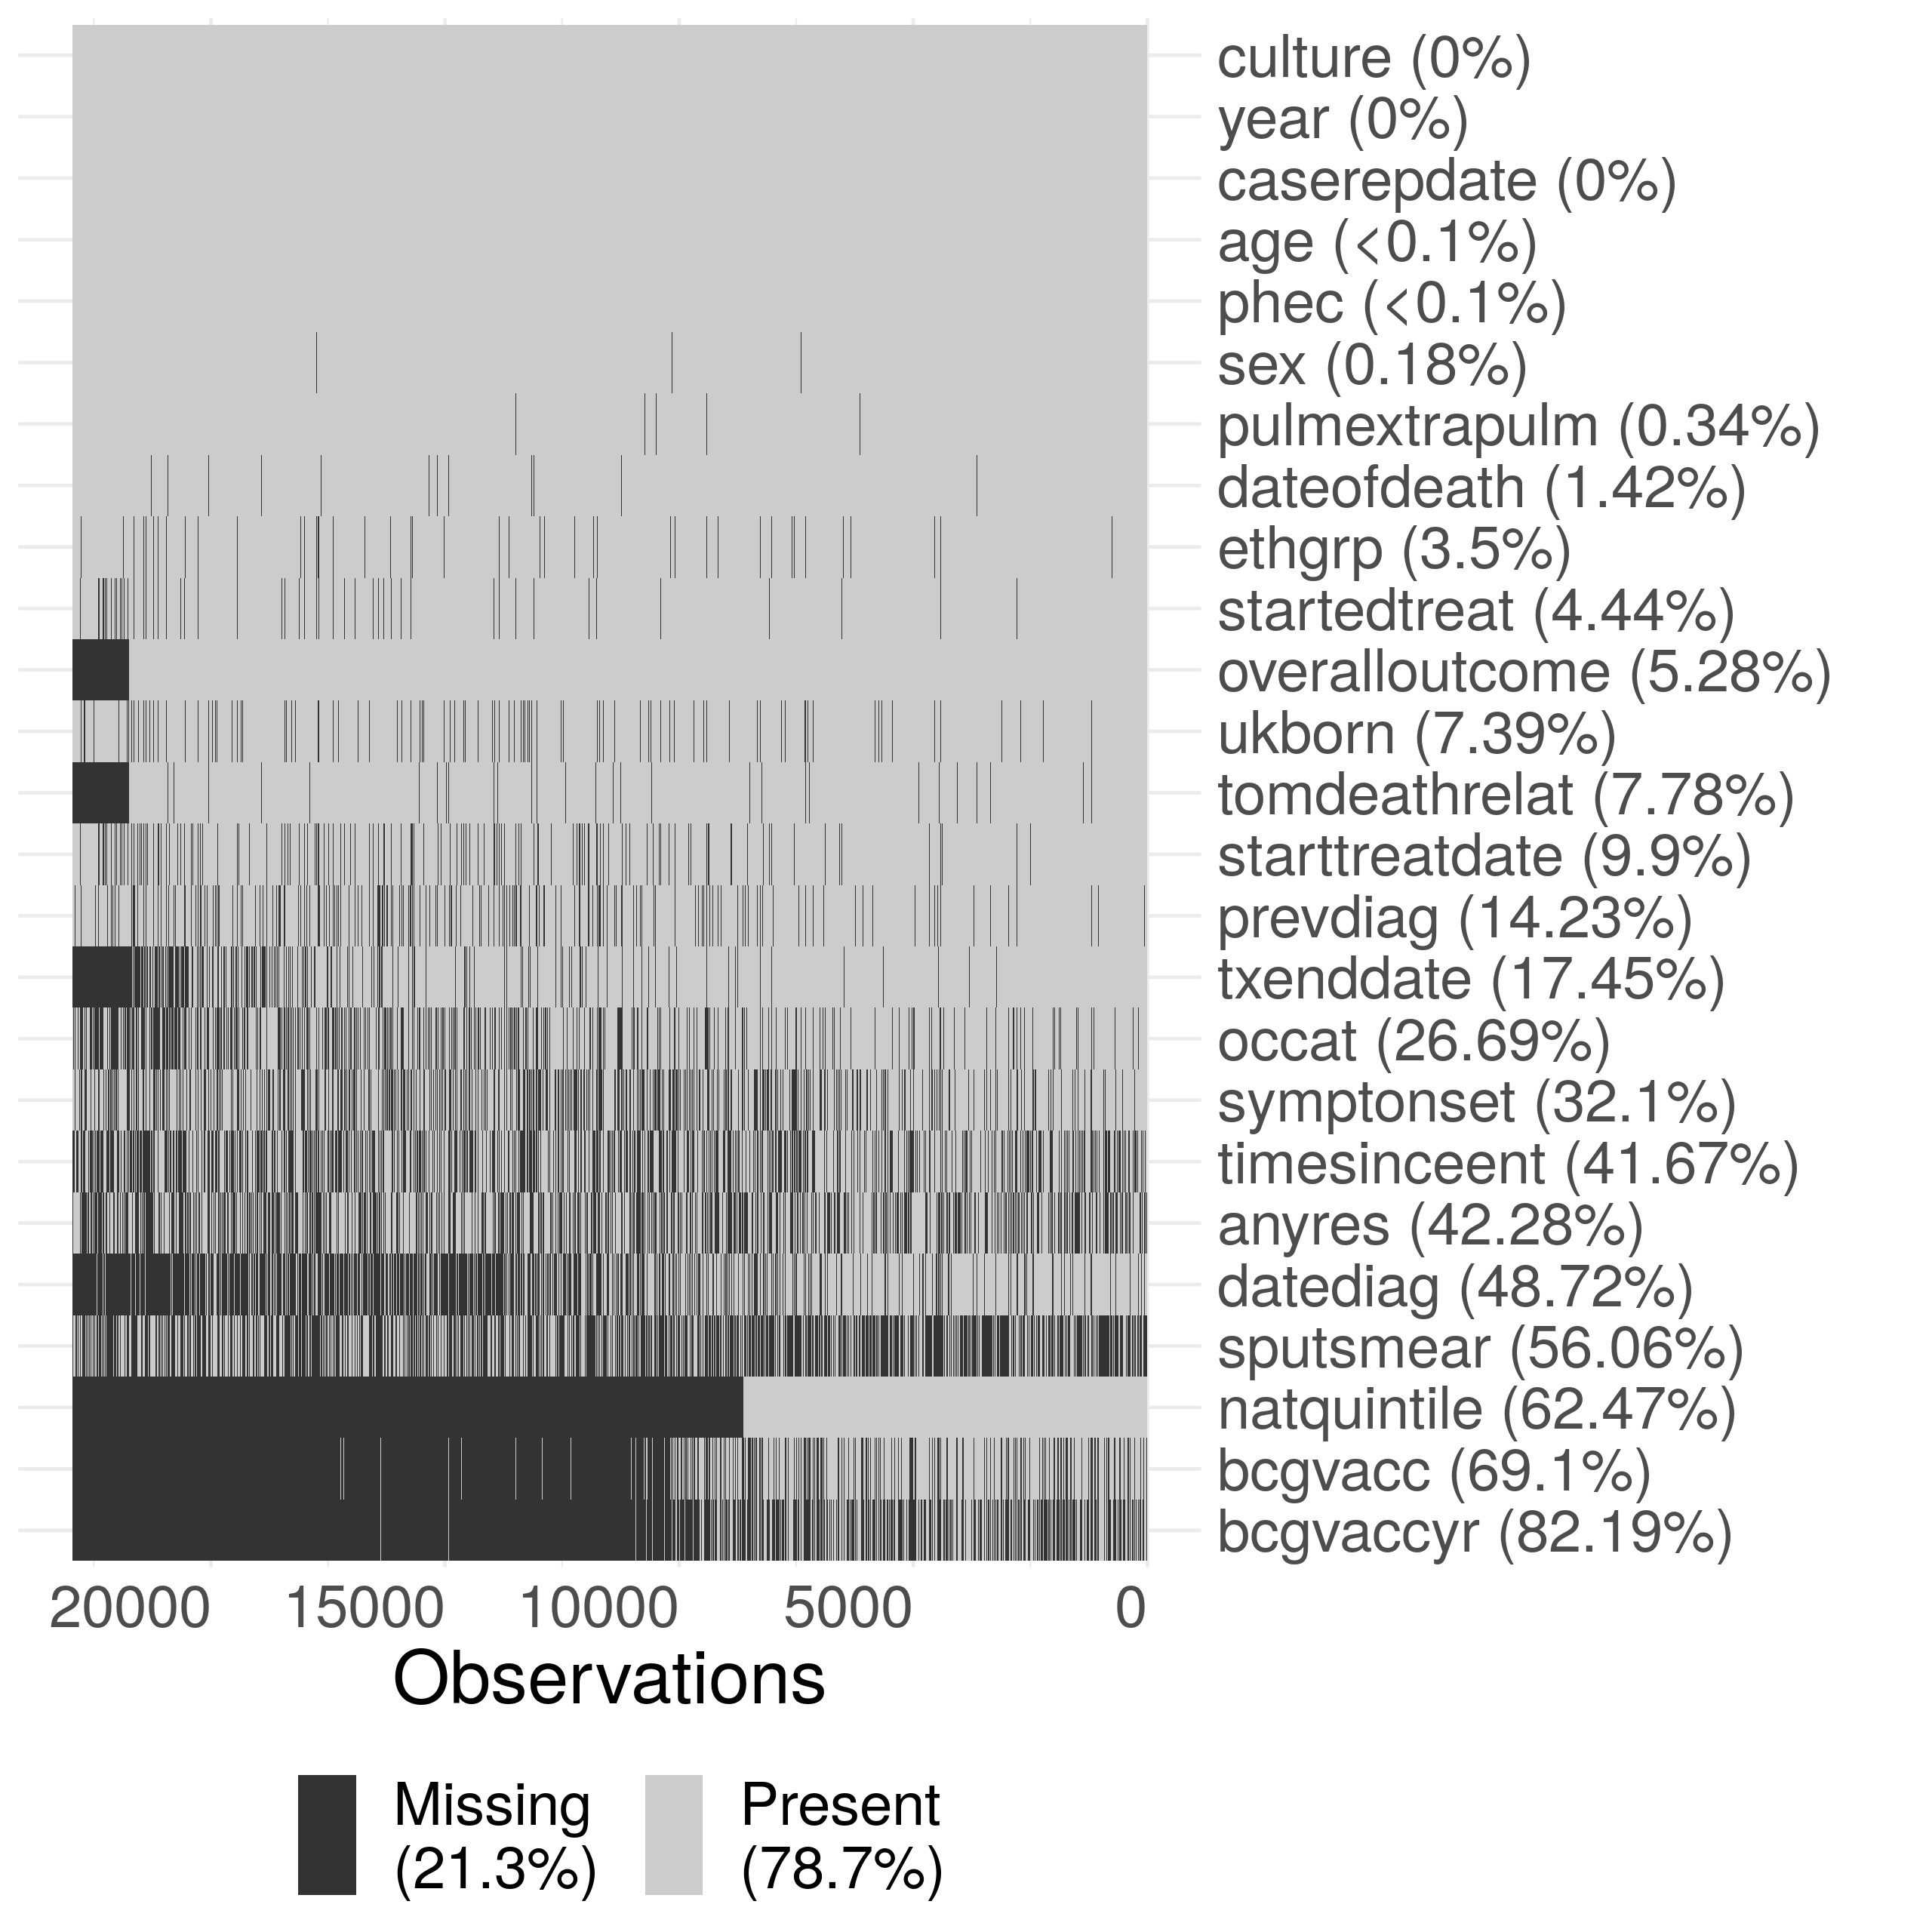 culture (0%)
year (0%)
caserepdate (0%)
age (<0.1%)
phec (<0.1%)
sex (0.18%)
pulmextrapulm (0.34%)
dateofdeath (1.42%)
ethgrp (3.5%)
startedtreat (4.44%)
overalloutcome (5.28%)
ukborn (7.39%)
tomdeathrelat (7.78%)
starttreatdate (9.9%)
prevdiag (14.23%)
txenddate (17.45%)
occat (26.69%)
symptonset (32.1%)
timesinceent (41.67%)
anyres (42.28%)
datediag (48.72%)
sputsmear (56.06%)
natquintile (62.47%)
bcgvacc (69.1%)
bcgvaccyr (82.19%)
20000 15000 10000 5000 0
Observations
Missing
(21.3%)
Present
(78.7%)